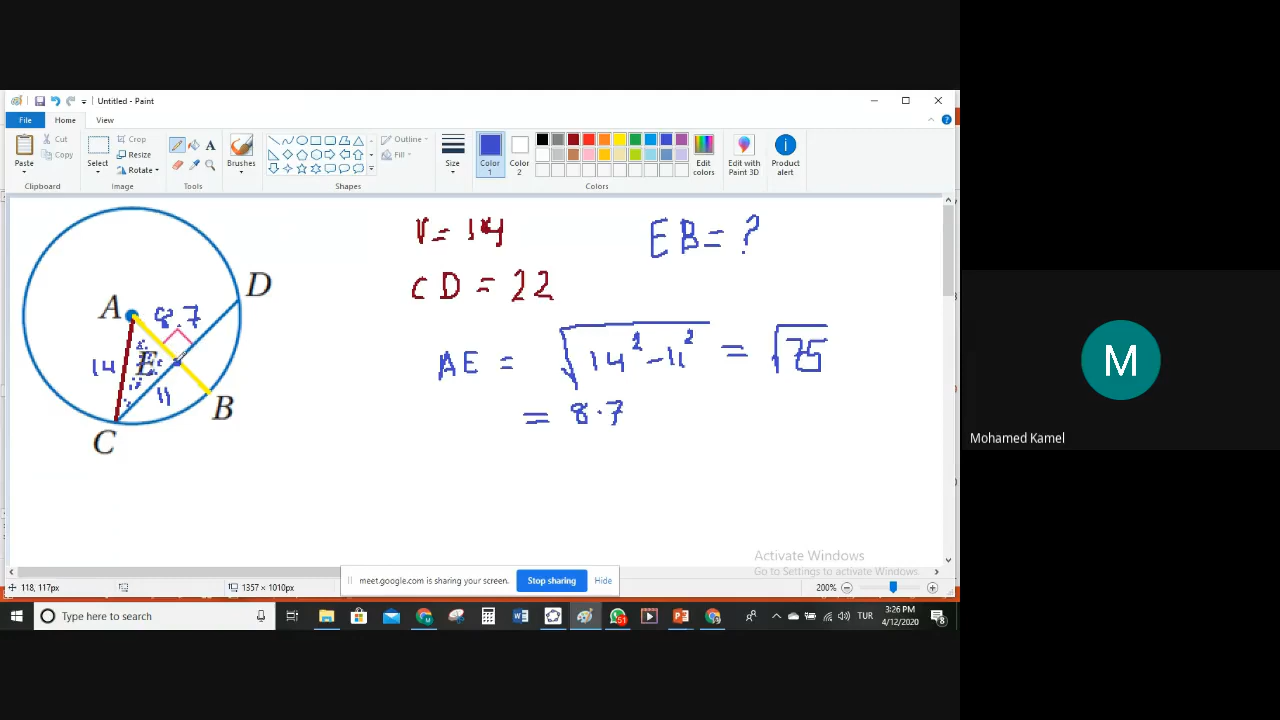 Untitled - Paint
File
Home
View
Paste
Cut
Copy
Clipboard
Select
Crop
Resize
Rotate
Image
A
Tools
Brushes
Outline
Fill
Shapes
Size
Color 1
Color 2
Edit colors
Colors
Edit with Paint 3D
Product alert
r = 14
EB = ?
CD = 22
AE = √14² - 11² = √75
= 8.7
A
8.7
D
14
E
11
B
C
M
Mohamed Kamel
Activate Windows
Go to Settings to activate Windows.
meet.google.com is sharing your screen.
Stop sharing
Hide
118, 117px
1357 × 1010px
200%
Type here to search
51
TUR
3:26 PM
4/12/2020
8